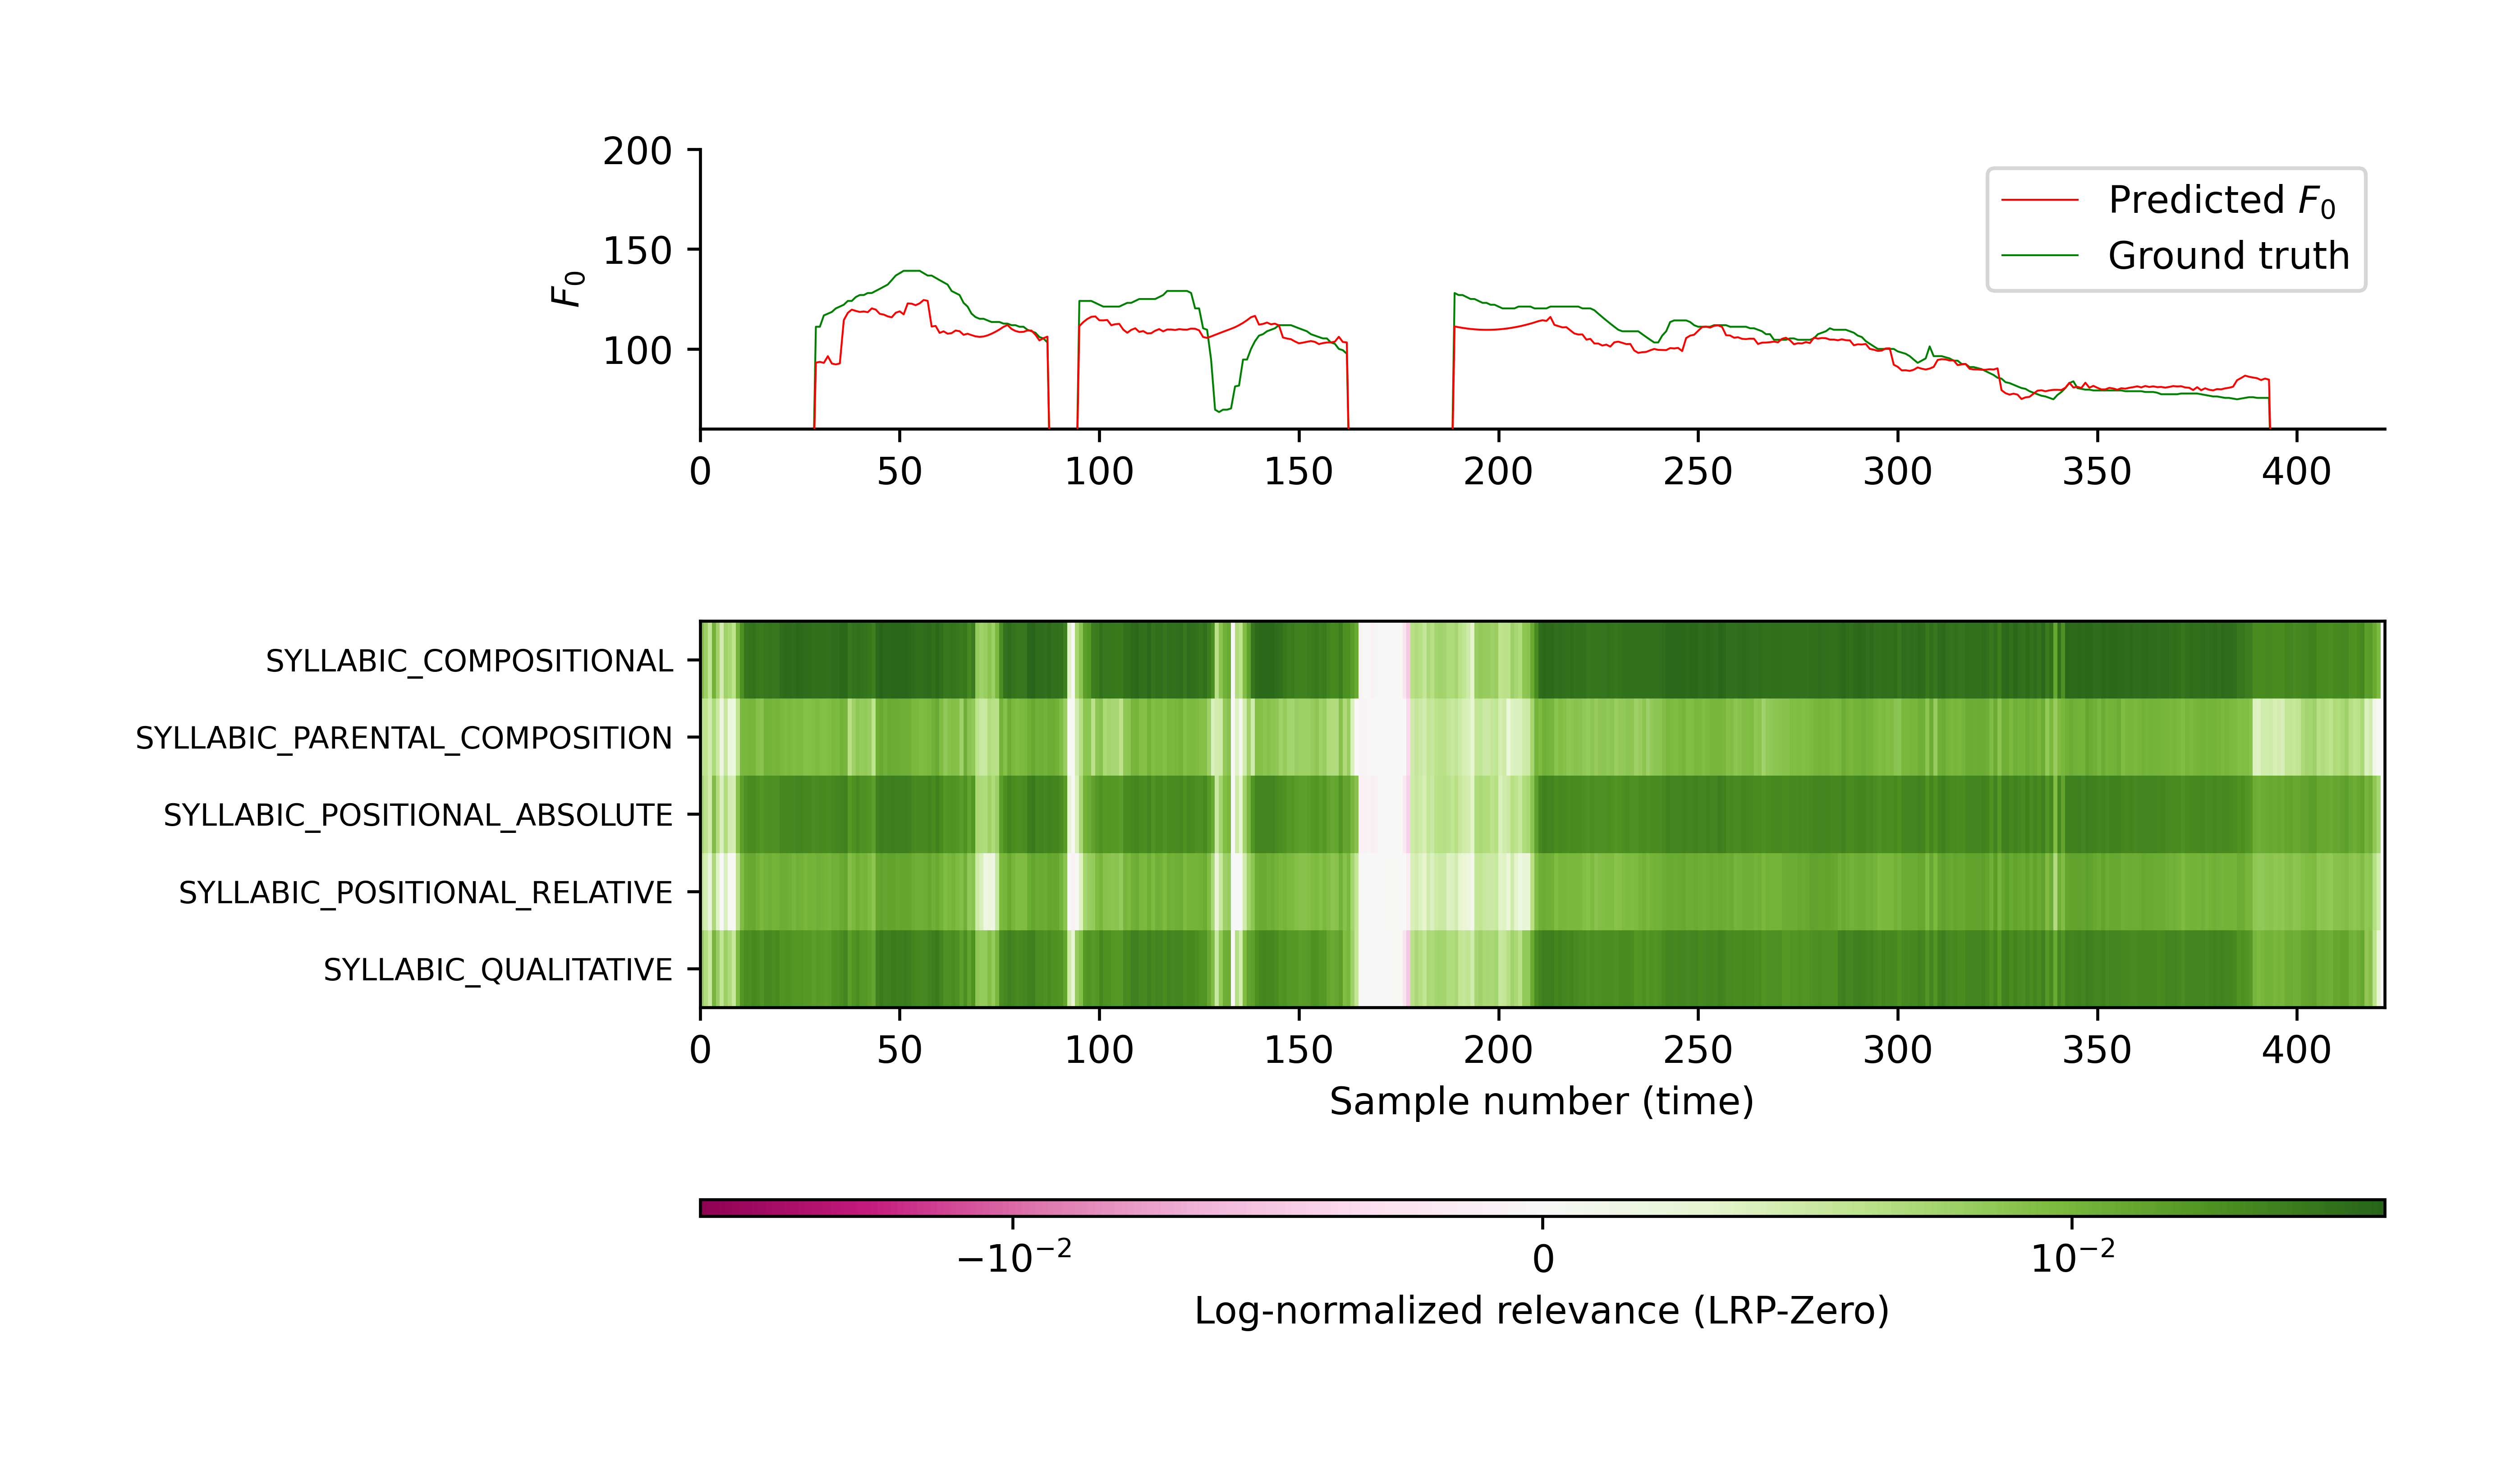 200
150
100
F₀
Predicted F₀
Ground truth
0 50 100 150 200 250 300 350 400
SYLLABIC_COMPOSITIONAL
SYLLABIC_PARENTAL_COMPOSITION
SYLLABIC_POSITIONAL_ABSOLUTE
SYLLABIC_POSITIONAL_RELATIVE
SYLLABIC_QUALITATIVE
0 50 100 150 200 250 300 350 400
Sample number (time)
−10⁻² 0 10⁻²
Log-normalized relevance (LRP-Zero)